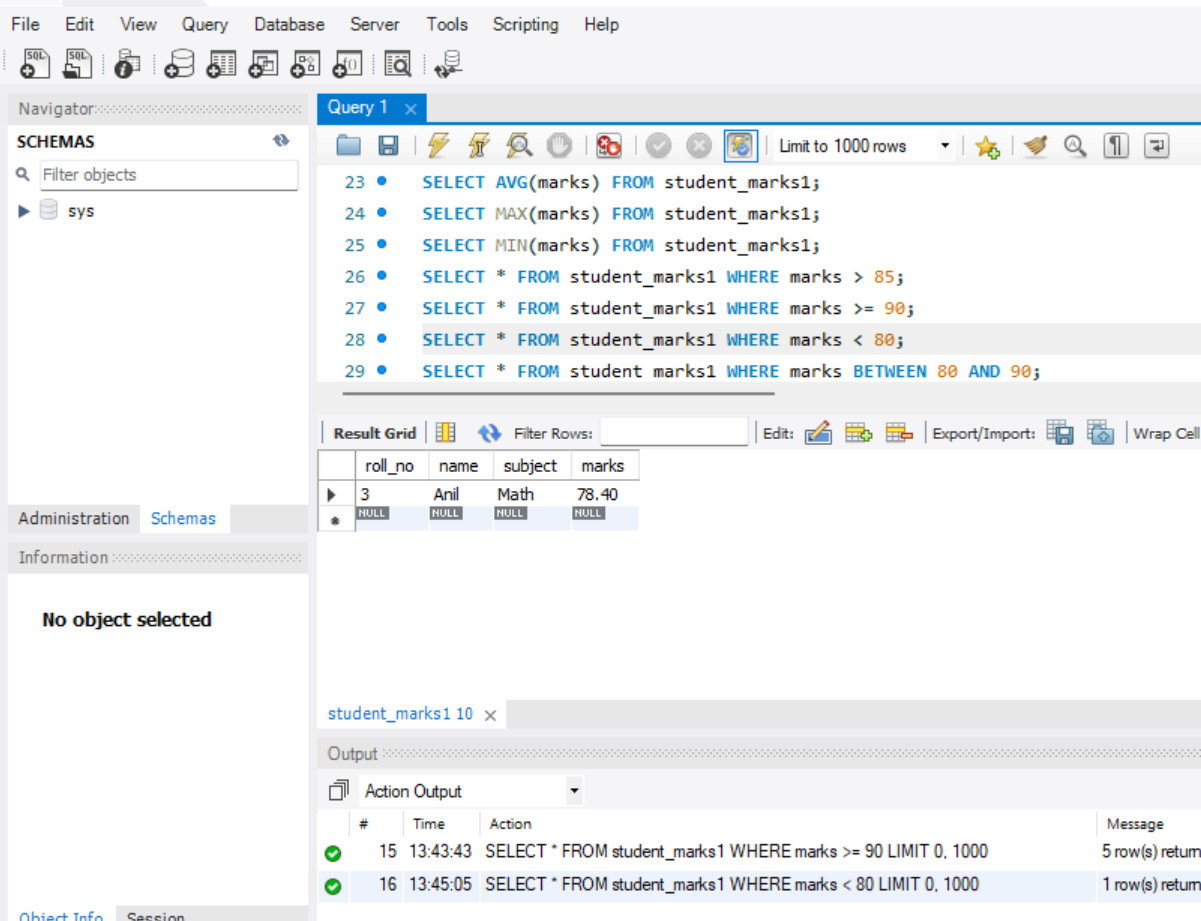 File Edit View Query Database Server Tools Scripting Help
Navigator
Query 1
SCHEMAS
Limit to 1000 rows
Filter objects
sys
23 SELECT AVG(marks) FROM student_marks1;
24 SELECT MAX(marks) FROM student_marks1;
25 SELECT MIN(marks) FROM student_marks1;
26 SELECT * FROM student_marks1 WHERE marks > 85;
27 SELECT * FROM student_marks1 WHERE marks >= 90;
28 SELECT * FROM student_marks1 WHERE marks < 80;
29 SELECT * FROM student marks1 WHERE marks BETWEEN 80 AND 90;
Result Grid Filter Rows: Edit: Export/Import: Wrap Cell
roll_no name subject marks
3 Anil Math 78.40
NULL NULL NULL NULL
Administration Schemas
Information
No object selected
student_marks1 10
Output
Action Output
# Time Action Message
15 13:43:43 SELECT * FROM student_marks1 WHERE marks >= 90 LIMIT 0, 1000 5 row(s) return
16 13:45:05 SELECT * FROM student_marks1 WHERE marks < 80 LIMIT 0, 1000 1 row(s) return
Object Info Session